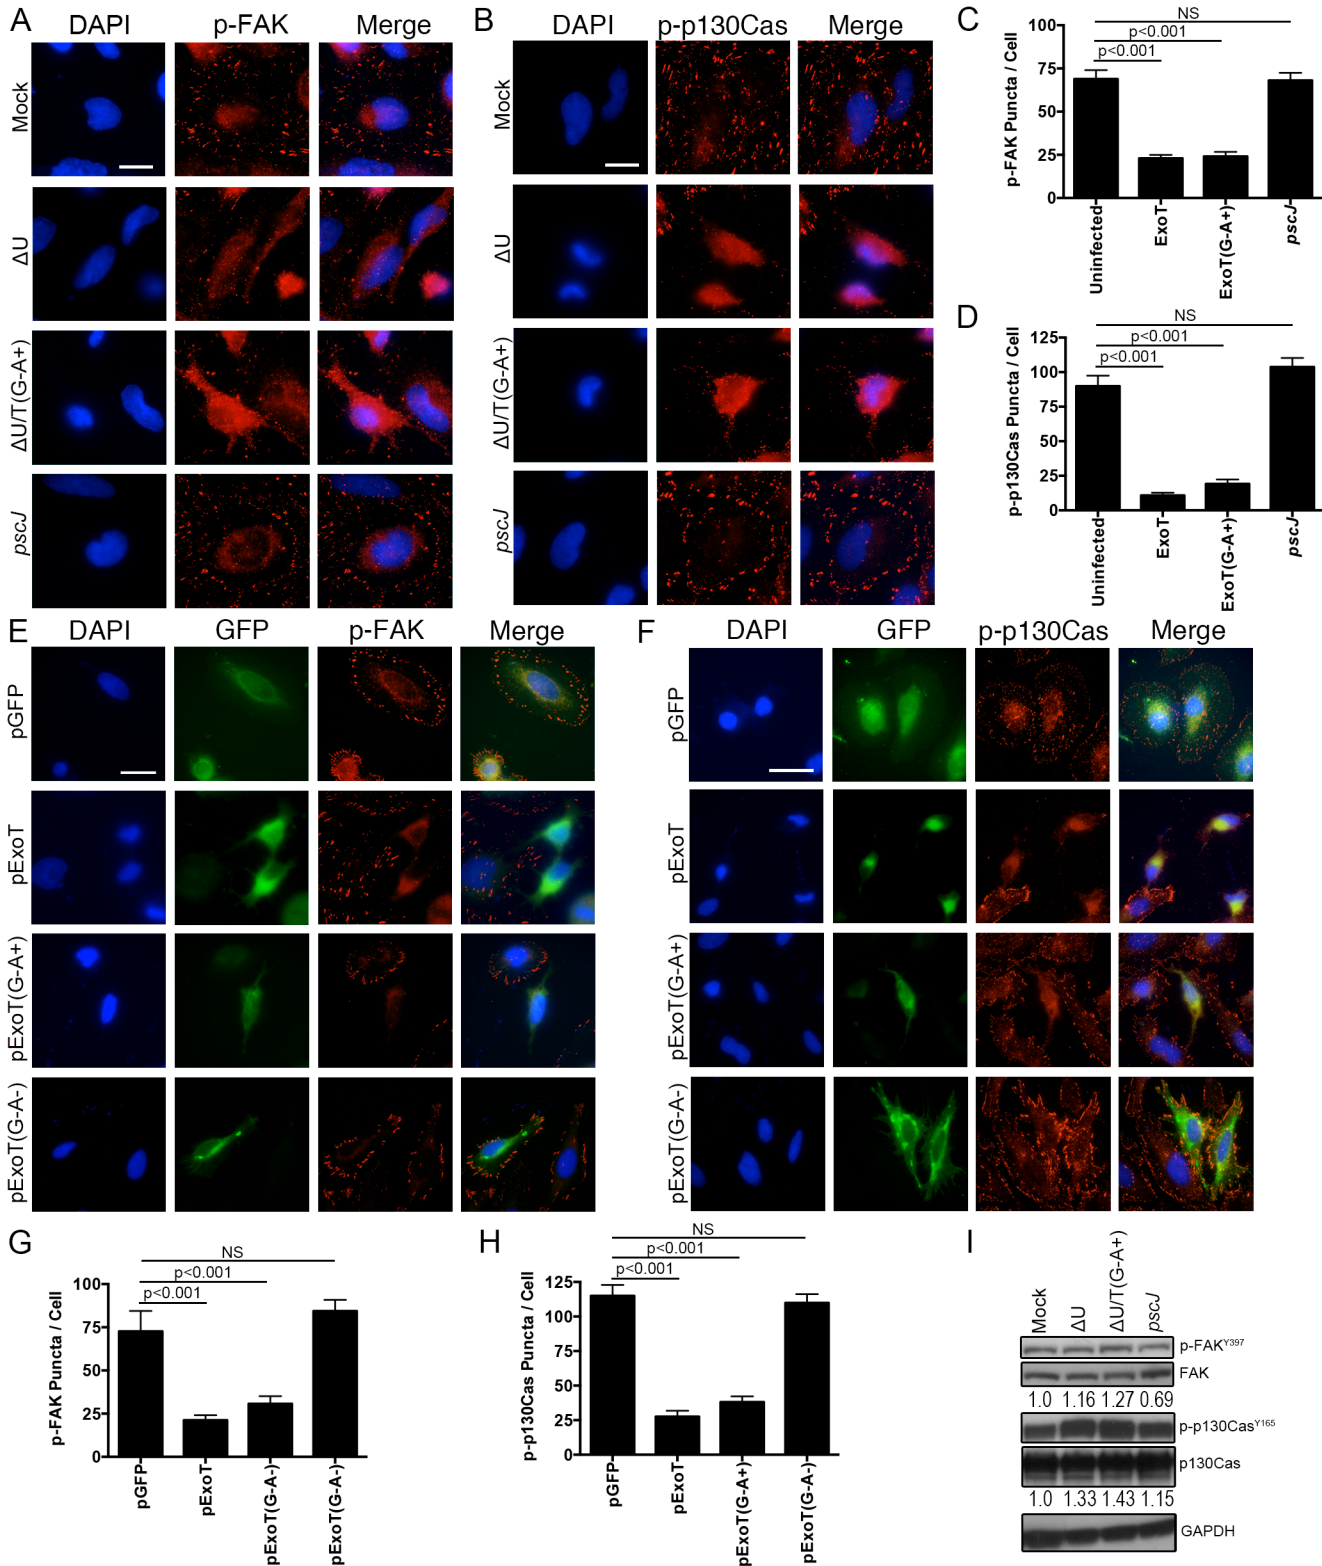 A
DAPI
p-FAK
Merge
Mock
ΔU
ΔU/T(G-A+)
pscJ
B
DAPI
p-p130Cas
Merge
Mock
ΔU
ΔU/T(G-A+)
pscJ
C
NS
p<0.001
p<0.001
p-FAK Puncta / Cell
100
75
50
25
0
Uninfected
ExoT
ExoT(G-A+)
pscJ
D
NS
p<0.001
p<0.001
p-p130Cas Puncta / Cell
125
100
75
50
25
0
Uninfected
ExoT
ExoT(G-A+)
pscJ
E
DAPI
GFP
p-FAK
Merge
pGFP
pExoT
pExoT(G-A+)
pExoT(G-A-)
F
DAPI
GFP
p-p130Cas
Merge
pGFP
pExoT
pExoT(G-A+)
pExoT(G-A-)
G
NS
p<0.001
p<0.001
p-FAK Puncta / Cell
100
75
50
25
0
pGFP
pExoT
pExoT(G-A-)
pExoT(G-A-)
H
NS
p<0.001
p<0.001
p-p130Cas Puncta / Cell
125
100
75
50
25
0
pGFP
pExoT
pExoT(G-A+)
pExoT(G-A-)
I
Mock
ΔU
ΔU/T(G-A+)
pscJ
p-FAKY397
FAK
1.0 1.16 1.27 0.69
p-p130CasY165
p130Cas
1.0 1.33 1.43 1.15
GAPDH